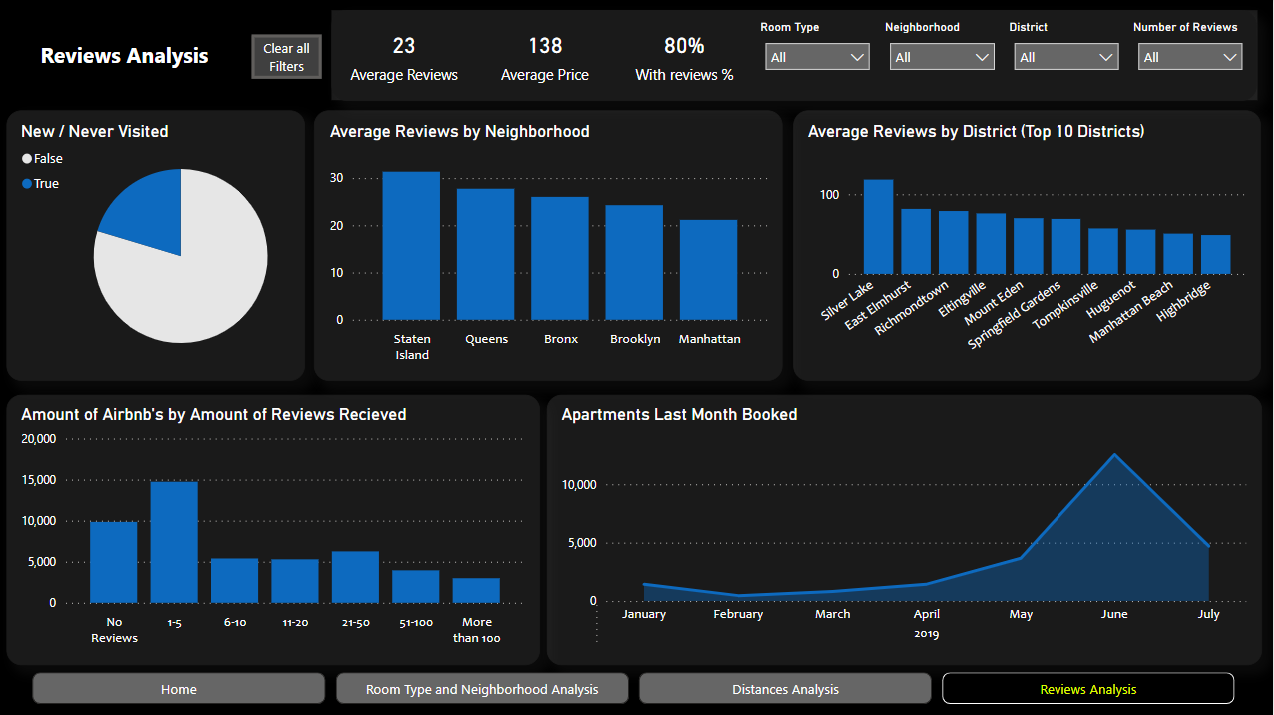 Reviews Analysis
Clear all
Filters
23
Average Reviews
138
Average Price
80%
With reviews %
Room Type
All
Neighborhood
All
District
All
Number of Reviews
All
New / Never Visited
False
True
Average Reviews by Neighborhood
30
20
10
0
Staten
Island
Queens
Bronx
Brooklyn
Manhattan
Average Reviews by District (Top 10 Districts)
100
0
Silver Lake
East Elmhurst
Richmondtown
Eltingville
Mount Eden
Springfield Gardens
Tompkinsville
Huguenot
Manhattan Beach
Highbridge
Amount of Airbnb's by Amount of Reviews Recieved
20,000
15,000
10,000
5,000
0
No
Reviews
1-5
6-10
11-20
21-50
51-100
More
than 100
Apartments Last Month Booked
10,000
5,000
0
January
February
March
April
May
June
July
2019
Home
Room Type and Neighborhood Analysis
Distances Analysis
Reviews Analysis